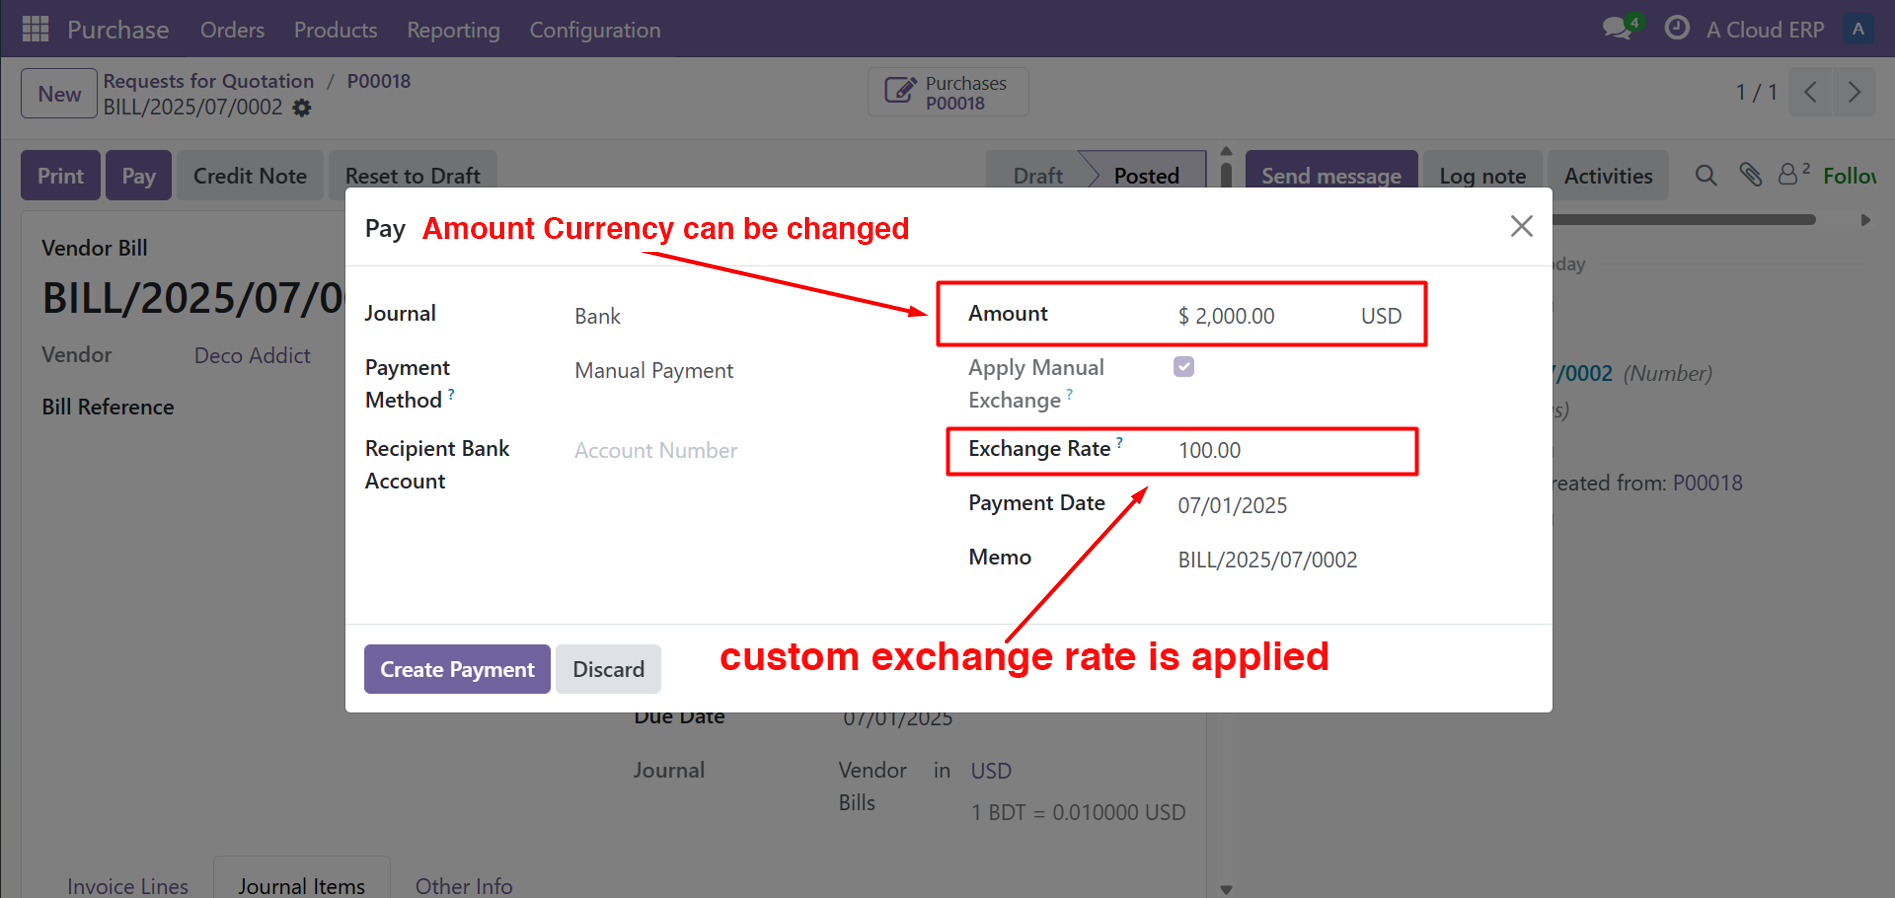 Purchase Orders Products Reporting Configuration 4 A Cloud ERP A
New Requests for Quotation / P00018
BILL/2025/07/0002
Purchases
P00018
1 / 1
Print Pay Credit Note Reset to Draft Draft Posted Send message Log note Activities 2 Follow
Pay Amount Currency can be changed
Vendor Bill
BILL/2025/07/0
Vendor Deco Addict
Bill Reference
Journal Bank
Payment Method ? Manual Payment
Recipient Bank Account Account Number
Amount $ 2,000.00 USD
Apply Manual Exchange ?
Exchange Rate ? 100.00
Payment Date 07/01/2025
Memo BILL/2025/07/0002
Create Payment Discard
custom exchange rate is applied
day
/0002 (Number)
s)
reated from: P00018
Due Date 07/01/2025
Journal Vendor Bills in USD
1 BDT = 0.010000 USD
Invoice Lines Journal Items Other Info